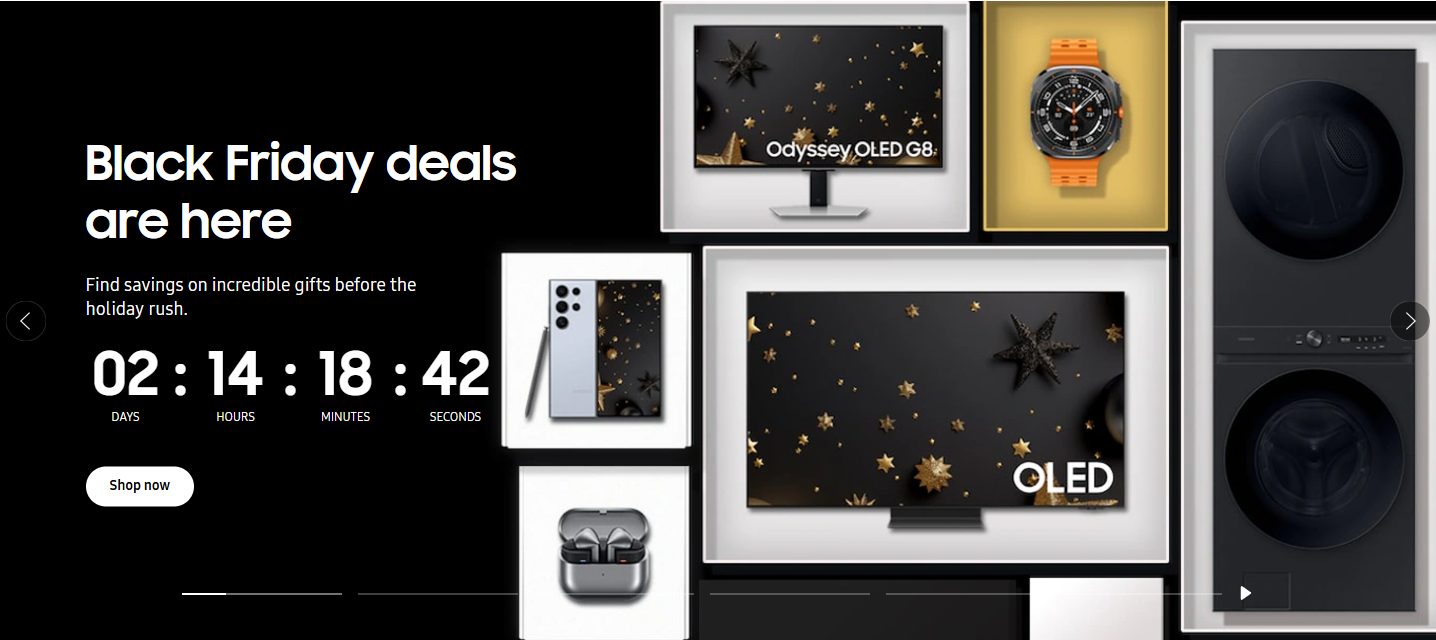 Black Friday deals
are here
Find savings on incredible gifts before the
holiday rush.
02 : 14 : 18 : 42
DAYS HOURS MINUTES SECONDS
Shop now
Odyssey OLED G8
OLED